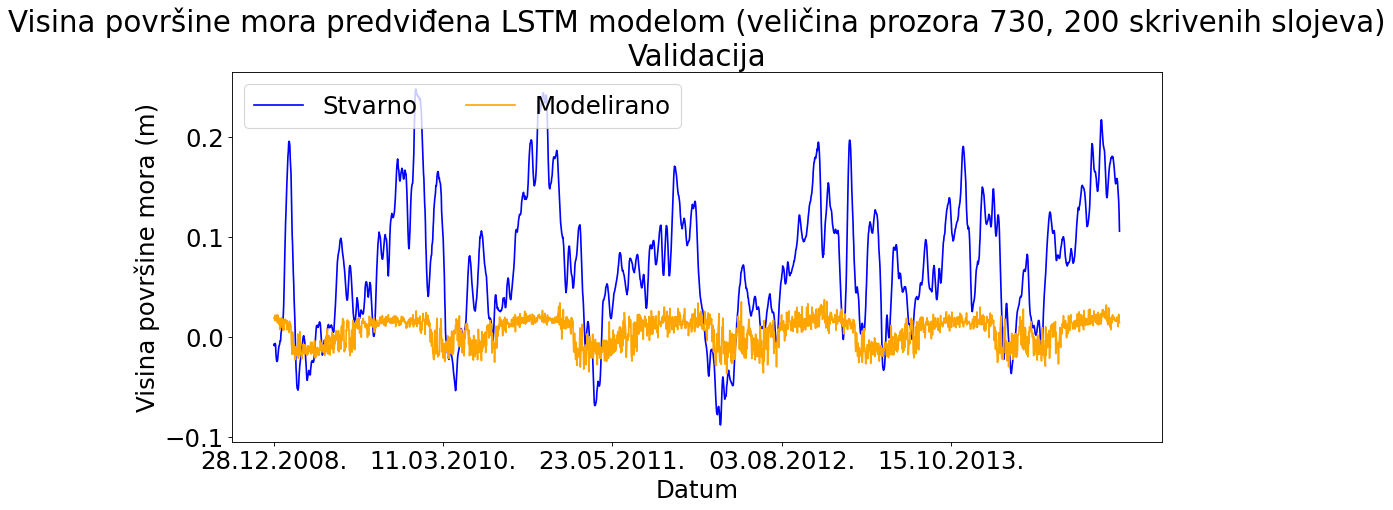 Visina površine mora predviđena LSTM modelom (veličina prozora 730, 200 skrivenih slojeva)
Validacija
Stvarno Modelirano
Visina površine mora (m)
0.2
0.1
0.0
−0.1
28.12.2008. 11.03.2010. 23.05.2011. 03.08.2012. 15.10.2013.
Datum